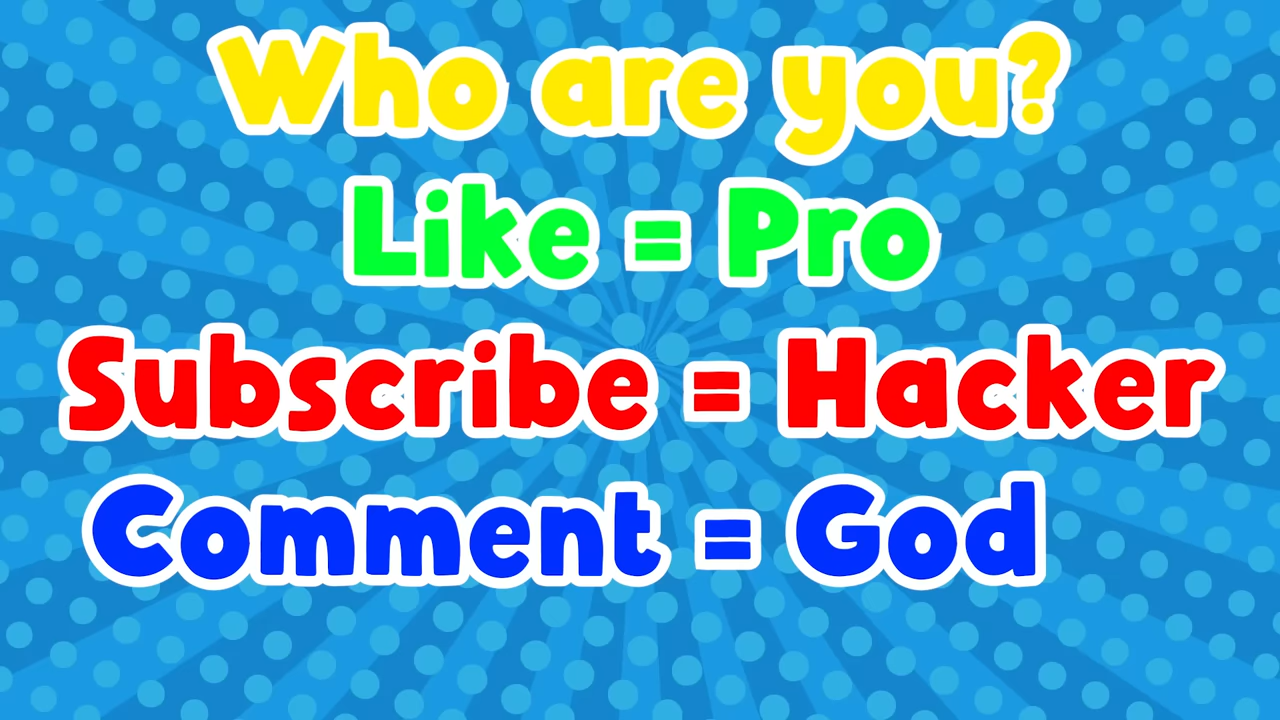 Who are you?
Like = Pro
Subscribe = Hacker
Comment = God